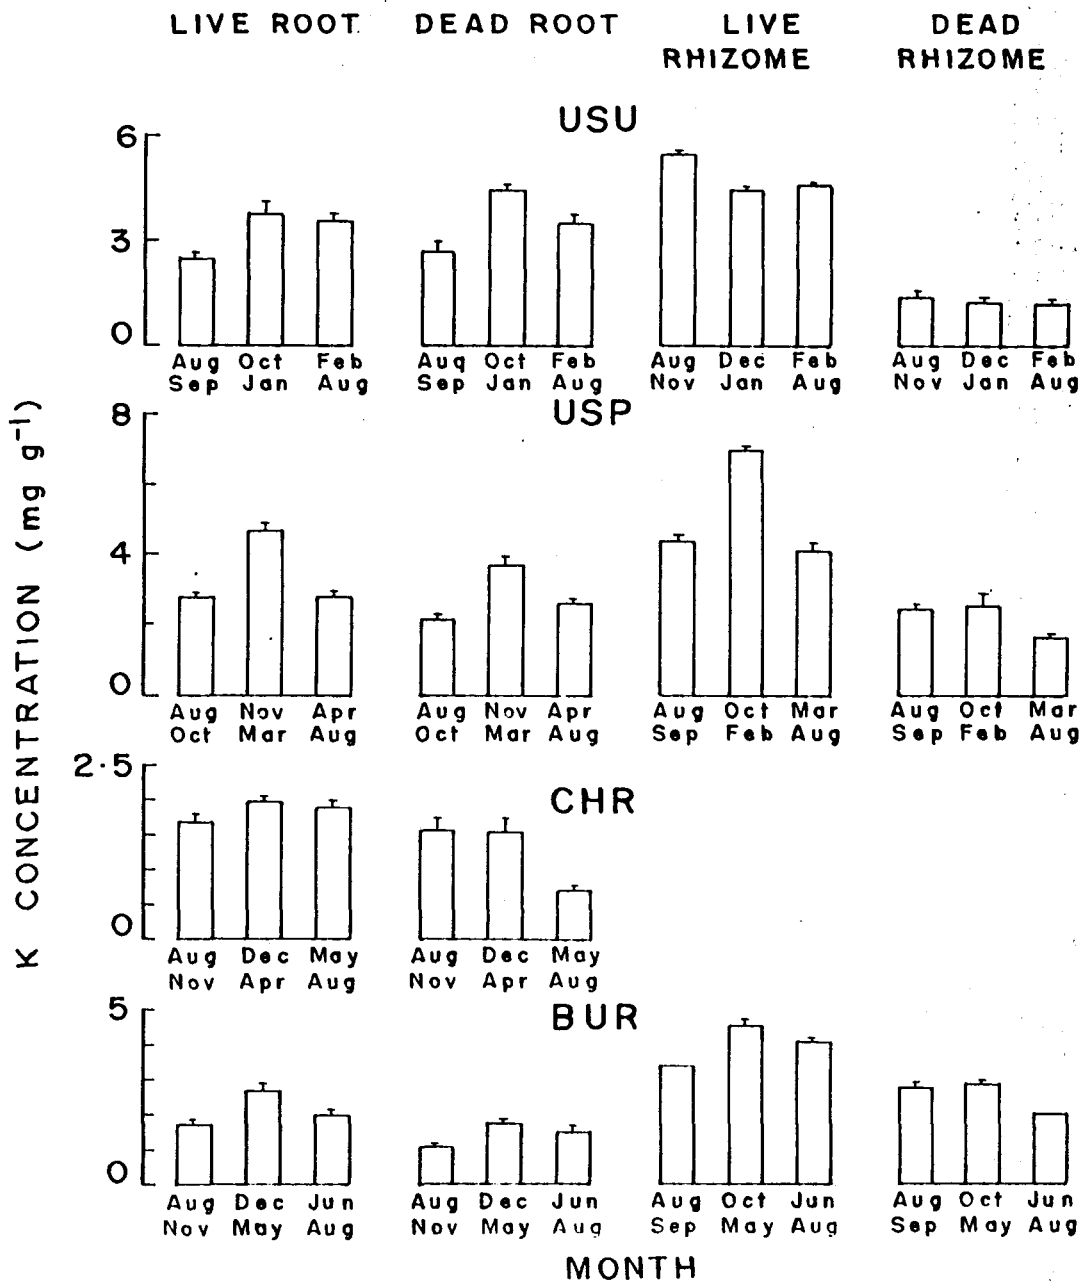 LIVE ROOT DEAD ROOT LIVE RHIZOME DEAD RHIZOME
USU
6
3
0
Aug Oct Feb Auq Oct Feb Aug Dec Feb Aug Dec Feb
Sep Jan Aug Sep Jan Aug Nov Jan Aug Nov Jan Aug
USP
8
4
0
Aug Nov Apr Aug Nov Apr Aug Oct Mar Aug Oct Mar
Oct Mar Aug Oct Mar Aug Sep Feb Aug Sep Feb Aug
CHR
2·5
0
Aug Dec May Aug Dec May
Nov Apr Aug Nov Apr Aug
BUR
5
0
Aug Dec Jun Aug Dec Jun Aug Oct Jun Aug Oct Jun
Nov May Aug Nov May Aug Sep May Aug Sep May Aug
MONTH
K CONCENTRATION (mg g⁻¹)